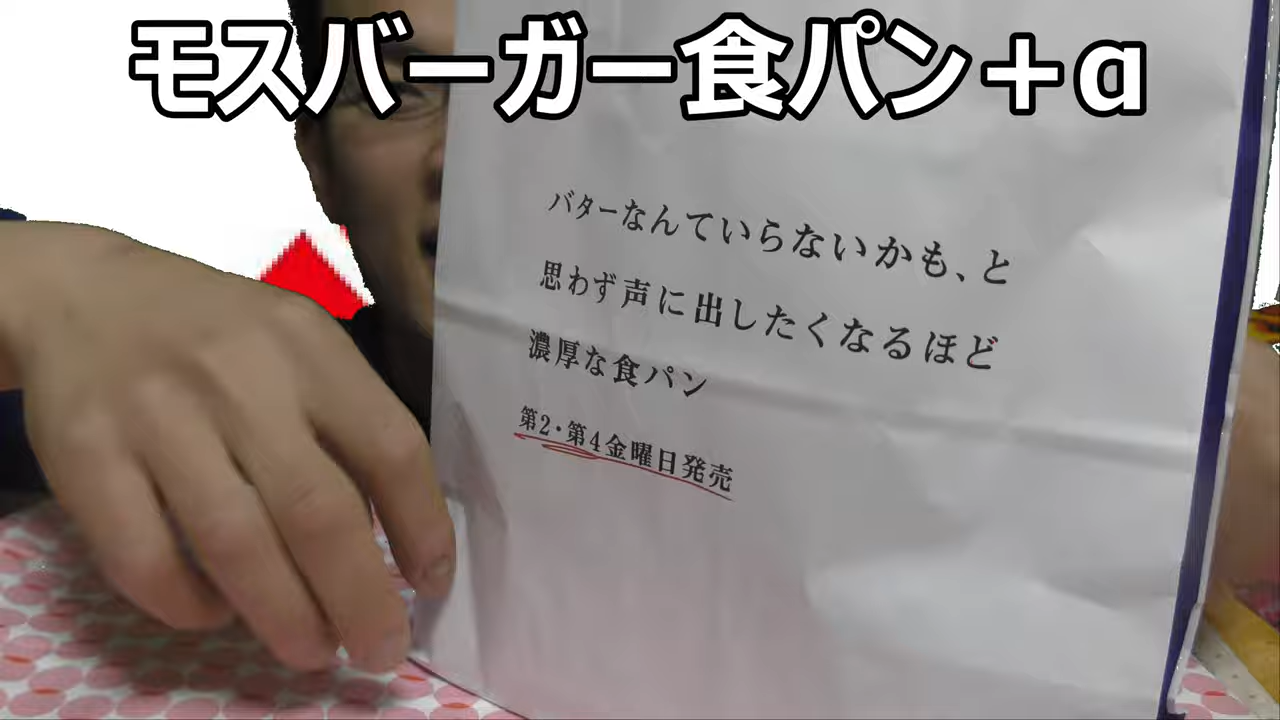 モスバーガー食パン＋α
バターなんていらないかも、と
思わず声に出したくなるほど
濃厚な食パン
第2・第4金曜日発売